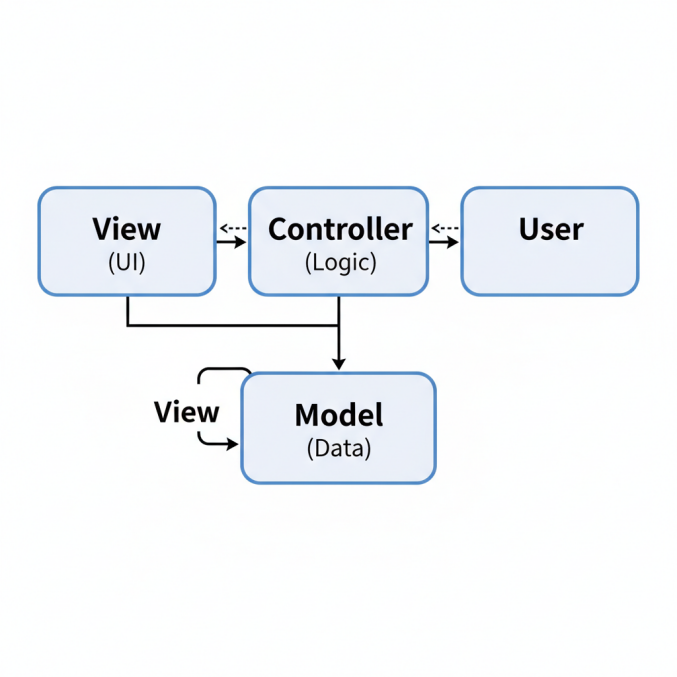 View
(UI)
Controller
(Logic)
User
View
Model
(Data)